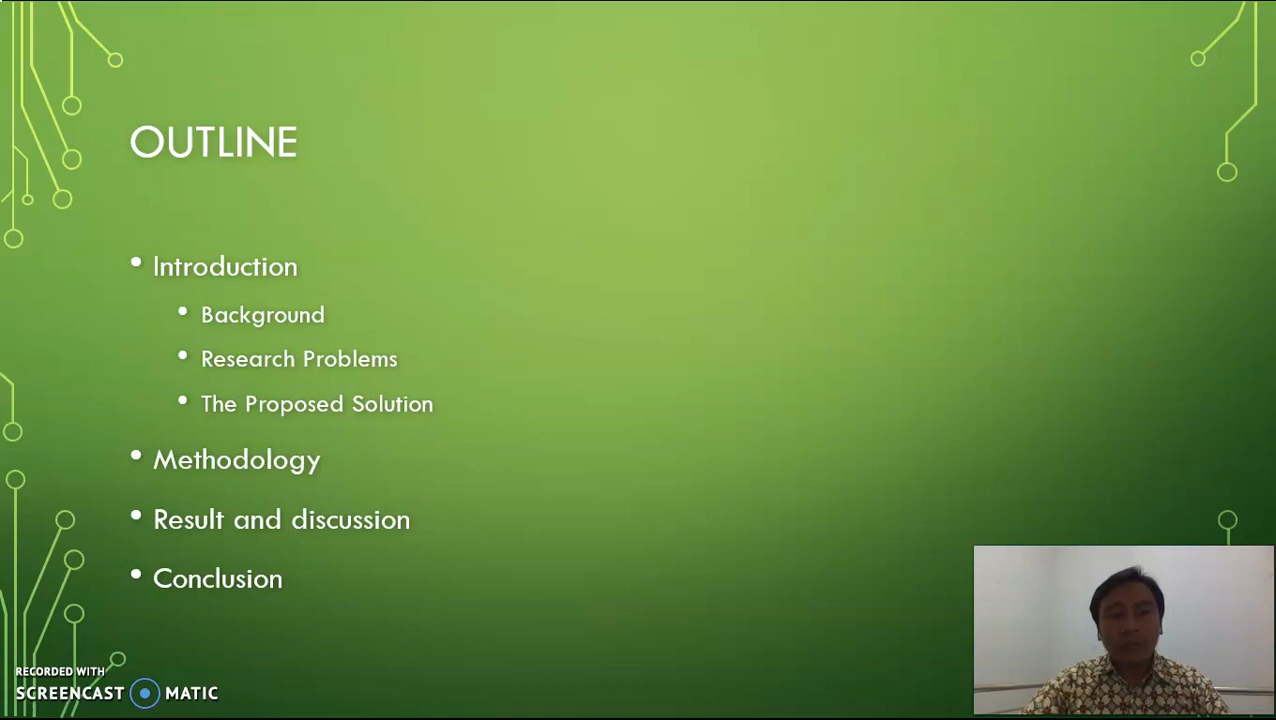 OUTLINE
• Introduction
• Background
• Research Problems
• The Proposed Solution
• Methodology
• Result and discussion
• Conclusion
RECORDED WITH
SCREENCAST MATIC